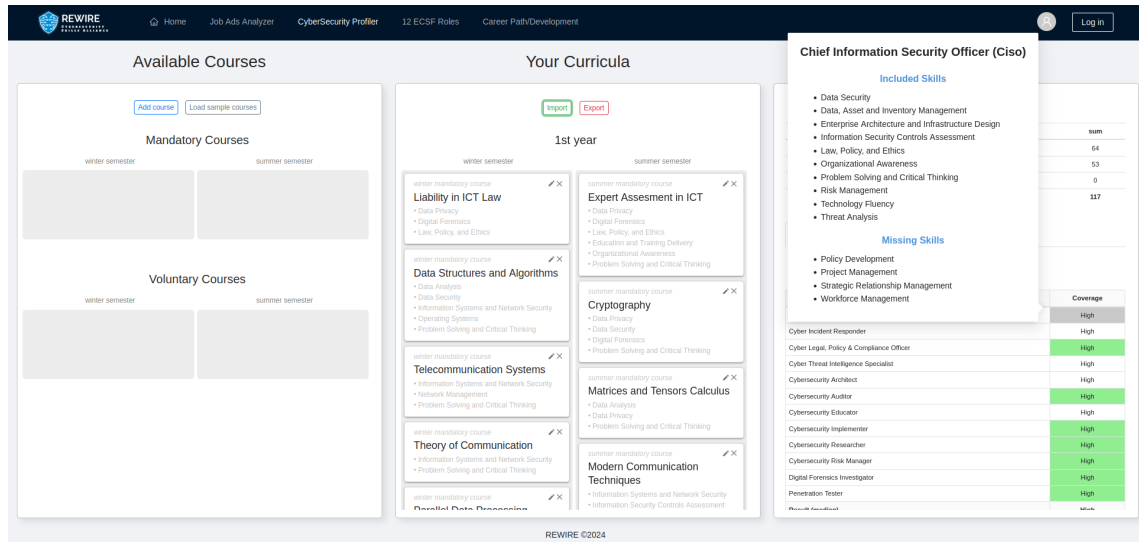 REWIRE
CYBERSECURITY
SKILLS ALLIANCE
Home
Job Ads Analyzer
CyberSecurity Profiler
12 ECSF Roles
Career Path/Development
Log in
Available Courses
Add course
Load sample courses
Mandatory Courses
winter semester
summer semester
Voluntary Courses
winter semester
summer semester
Your Curricula
Import
Export
1st year
winter semester
summer semester
winter mandatory course
Liability in ICT Law
• Data Privacy
• Digital Forensics
• Law, Policy, and Ethics
winter mandatory course
Data Structures and Algorithms
• Data Analysis
• Data Security
• Information Systems and Network Security
• Operating Systems
• Problem Solving and Critical Thinking
winter mandatory course
Telecommunication Systems
• Information Systems and Network Security
• Network Management
• Problem Solving and Critical Thinking
winter mandatory course
Theory of Communication
• Information Systems and Network Security
• Problem Solving and Critical Thinking
winter mandatory course
Parallel Data Processing
summer mandatory course
Expert Assesment in ICT
• Data Privacy
• Digital Forensics
• Law, Policy, and Ethics
• Education and Training Delivery
• Organizational Awareness
• Problem Solving and Critical Thinking
summer mandatory course
Cryptography
• Data Privacy
• Data Security
• Digital Forensics
• Problem Solving and Critical Thinking
summer mandatory course
Matrices and Tensors Calculus
• Data Analysis
• Data Privacy
• Problem Solving and Critical Thinking
summer mandatory course
Modern Communication
Techniques
• Information Systems and Network Security
• Information Security Controls Assessment
Chief Information Security Officer (Ciso)
Included Skills
• Data Security
• Data, Asset and Inventory Management
• Enterprise Architecture and Infrastructure Design
• Information Security Controls Assessment
• Law, Policy, and Ethics
• Organizational Awareness
• Problem Solving and Critical Thinking
• Risk Management
• Technology Fluency
• Threat Analysis
Missing Skills
• Policy Development
• Project Management
• Strategic Relationship Management
• Workforce Management
sum
64
53
0
117
Coverage
High
Cyber Incident Responder High
Cyber Legal, Policy & Compliance Officer High
Cyber Threat Intelligence Specialist High
Cybersecurity Architect High
Cybersecurity Auditor High
Cybersecurity Educator High
Cybersecurity Implementer High
Cybersecurity Researcher High
Cybersecurity Risk Manager High
Digital Forensics Investigator High
Penetration Tester High
Result (median) High
REWIRE ©2024